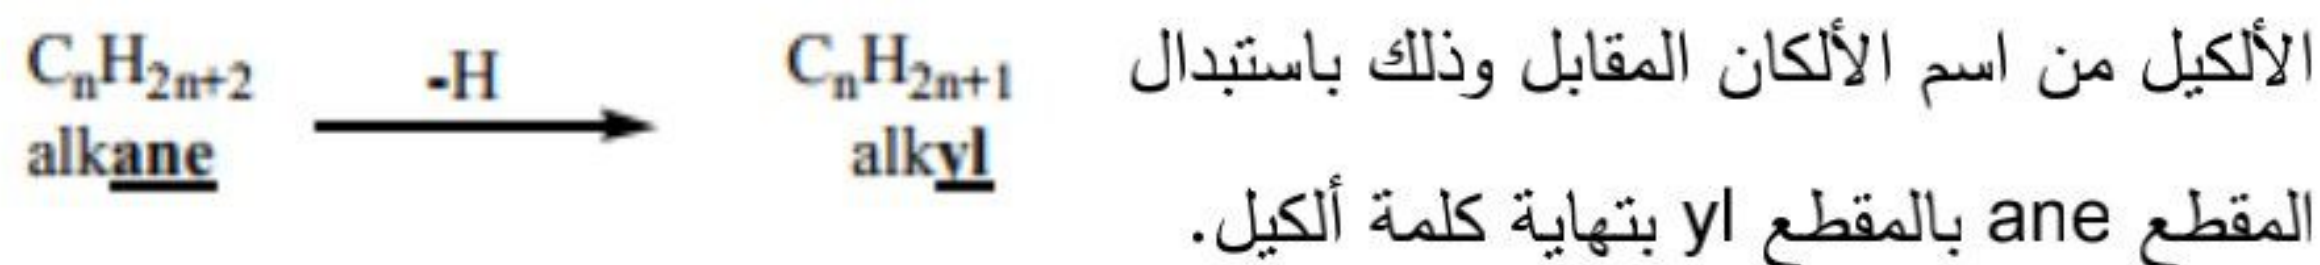 الألكيل من اسم الألكان المقابل وذلك باستبدال
المقطع ane بالمقطع yl بتهاية كلمة ألكيل.
CₙH₂ₙ₊₂ -H CₙH₂ₙ₊₁
alkane alkyl